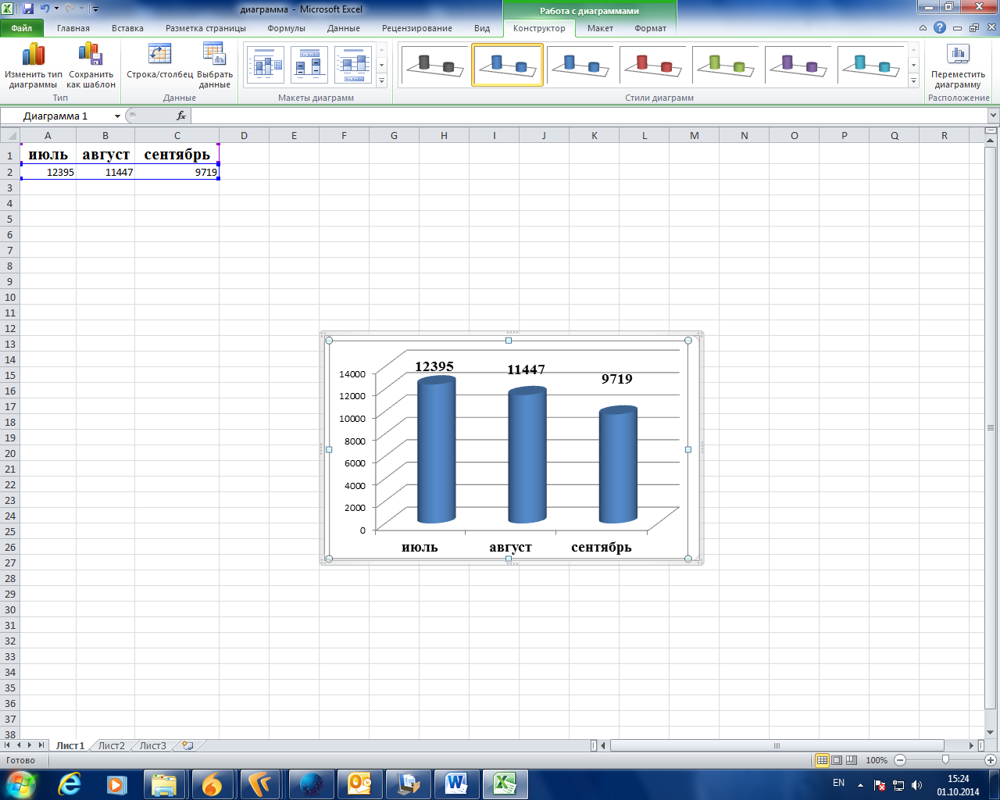 диаграмма - Microsoft Excel
Работа с диаграммами
Файл Главная Вставка Разметка страницы Формулы Данные Рецензирование Вид Конструктор Макет Формат
Изменить тип диаграммы
Сохранить как шаблон
Строка/столбец
Выбрать данные
Переместить диаграмму
Тип Данные Макеты диаграмм Стили диаграмм Расположение
Диаграмма 1 fx
A B C D E F G H I J K L M N O P Q R
1 июль август сентябрь
2 12395 11447 9719
3
4
5
6
7
8
9
10
11
12
13
14
15
16
17
18
19
20
21
22
23
24
25
26
27
28
29
30
31
32
33
34
35
36
37
38
12395 11447 9719
14000
12000
10000
8000
6000
4000
2000
0
июль август сентябрь
Лист1 Лист2 Лист3
Готово 100%
EN 15:24
01.10.2014